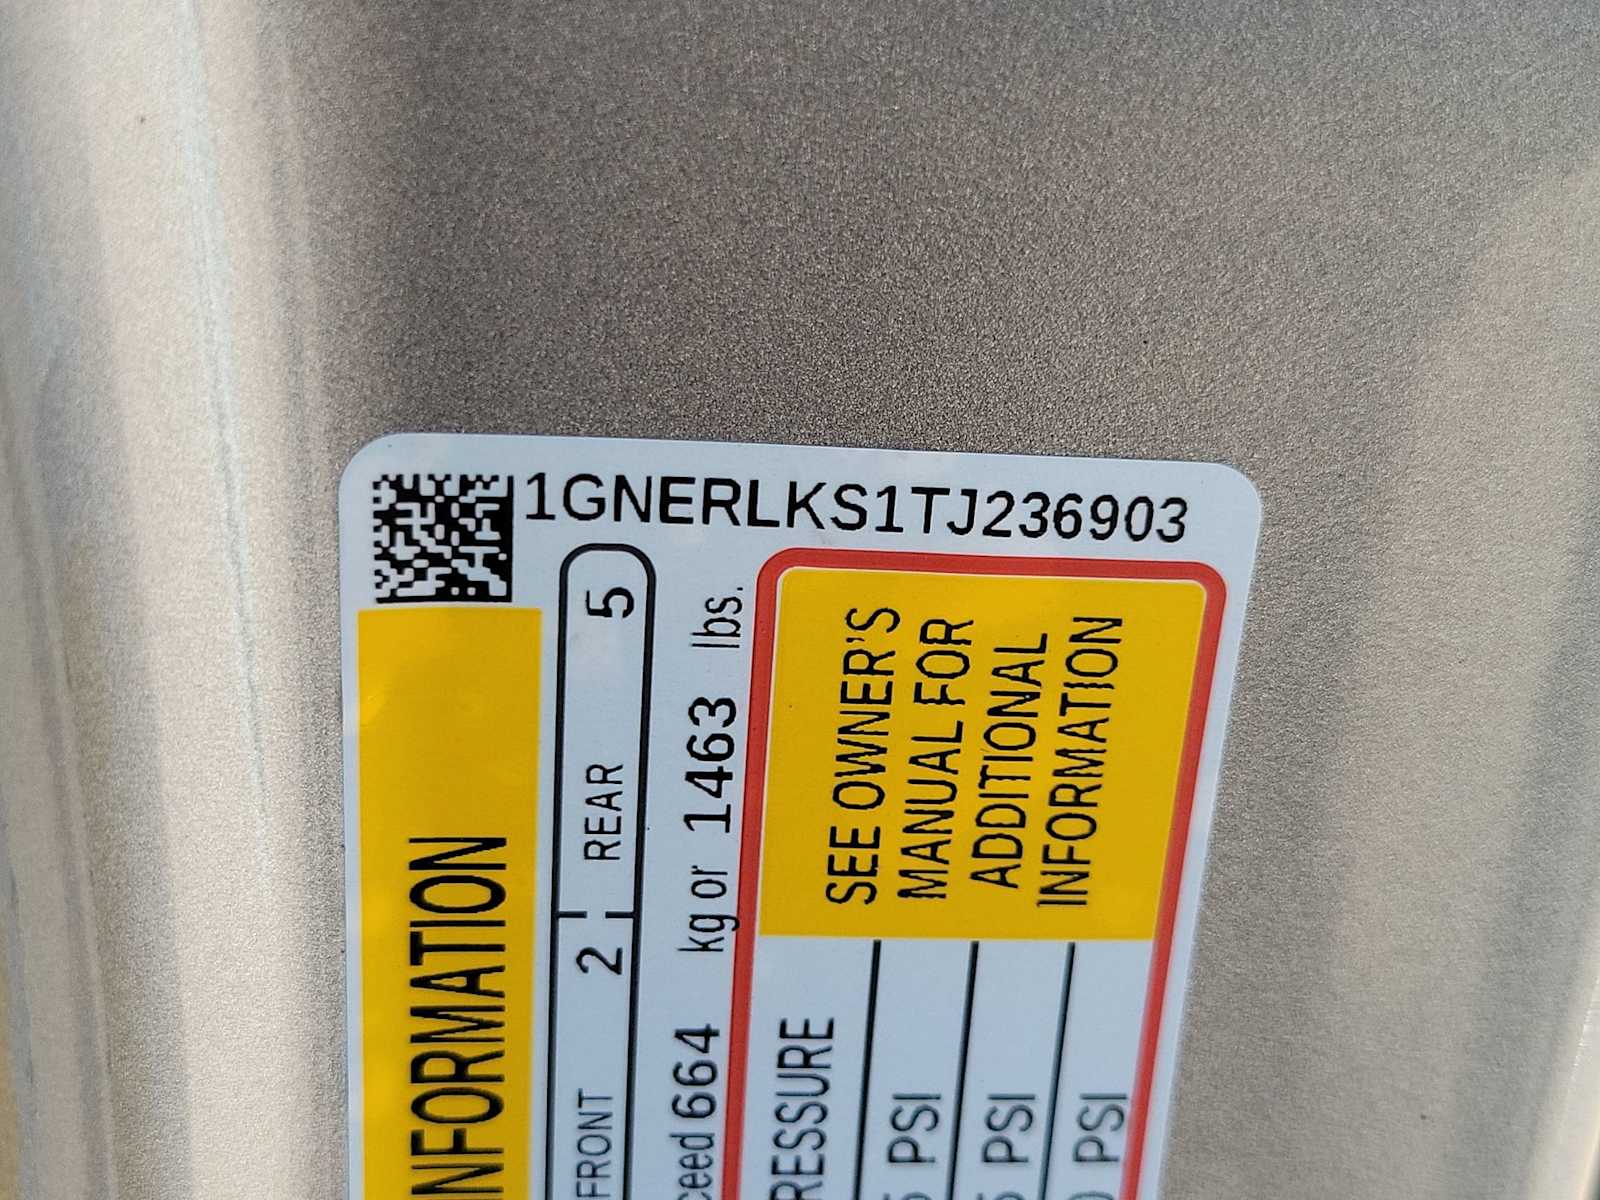 1GNERLKS1TJ236903
INFORMATION
FRONT 2 REAR 5
664 kg or 1463 lbs.
SEE OWNER'S
MANUAL FOR
ADDITIONAL
INFORMATION
PSI
PSI
PSI